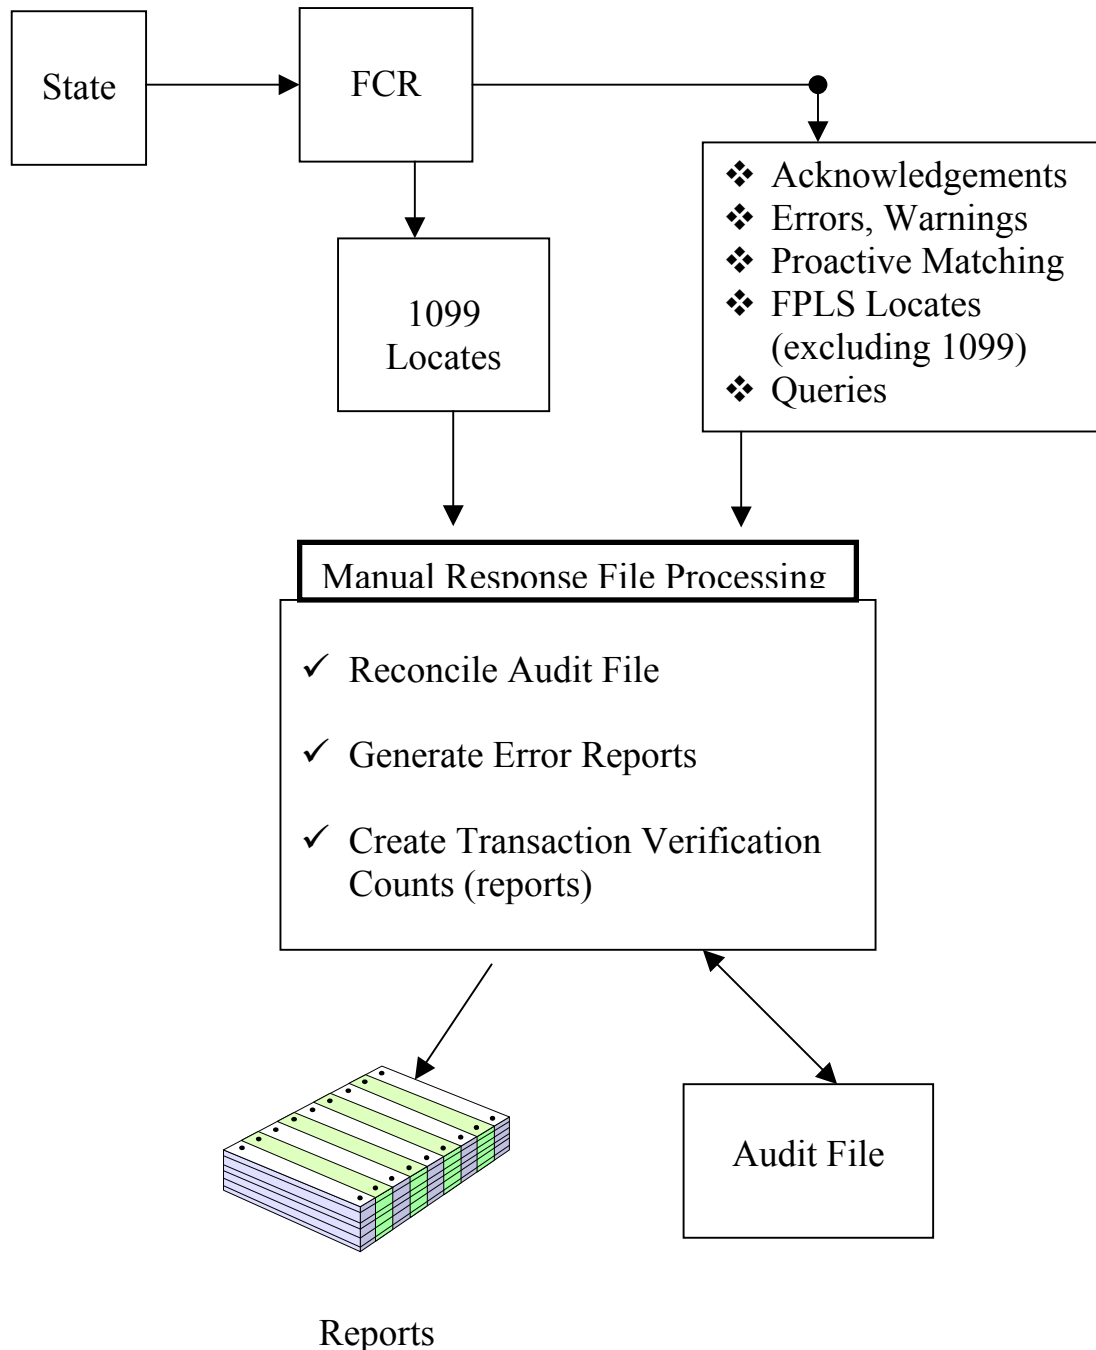 State
FCR
❖ Acknowledgements
❖ Errors, Warnings
❖ Proactive Matching
❖ FPLS Locates
(excluding 1099)
❖ Queries
1099
Locates
Manual Response File Processing
✓ Reconcile Audit File
✓ Generate Error Reports
✓ Create Transaction Verification
Counts (reports)
Audit File
Reports